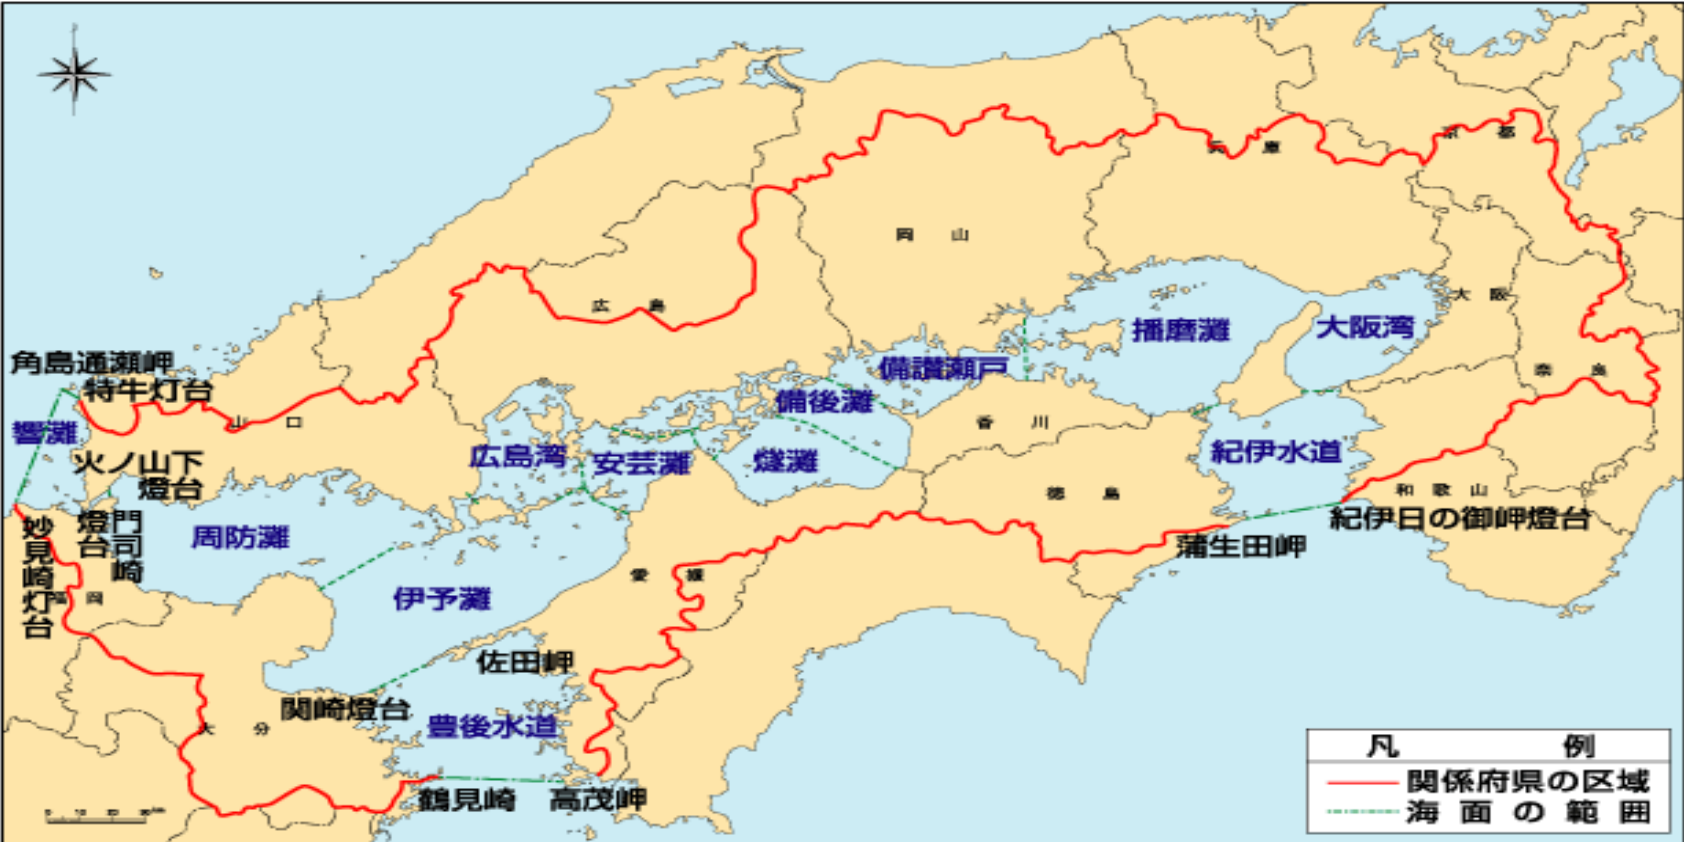 京都
兵庫
岡山
大阪
広島
播磨灘
大阪湾
角島通瀬岬
備讃瀬戸
奈良
特牛灯台
備後灘
山口
香川
響灘
広島湾
安芸灘
燧灘
紀伊水道
火ノ山下
燈台
徳島
和歌山
紀伊日の御岬燈台
門司崎
燈台
妙見崎灯台
周防灘
蒲生田岬
愛媛
福岡
伊予灘
佐田岬
関崎燈台
大分
豊後水道
鶴見崎
高茂岬
凡例
関係府県の区域
海面の範囲